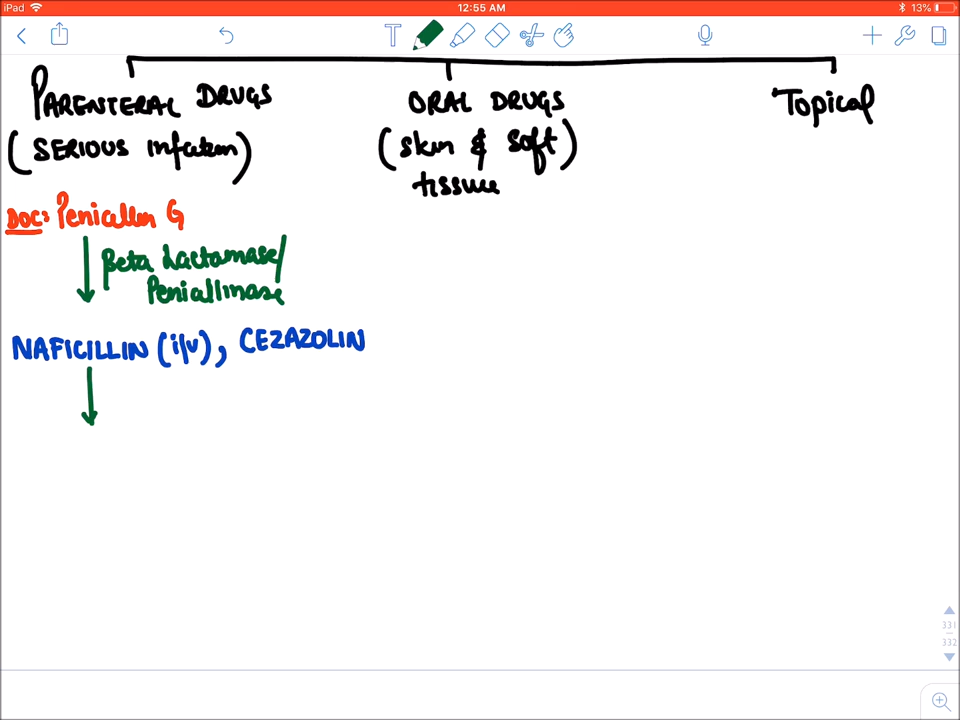 iPad 12:55 AM 13%
T
PARENTERAL DRUGS
(SERIOUS Infection)
ORAL DRUGS
(skin & soft)
tissue
Topical
DOC: Penicillin G
Beta Lactamase/
Penicillinase
NAFICILLIN (i/v), CEZAZOLIN
331
332